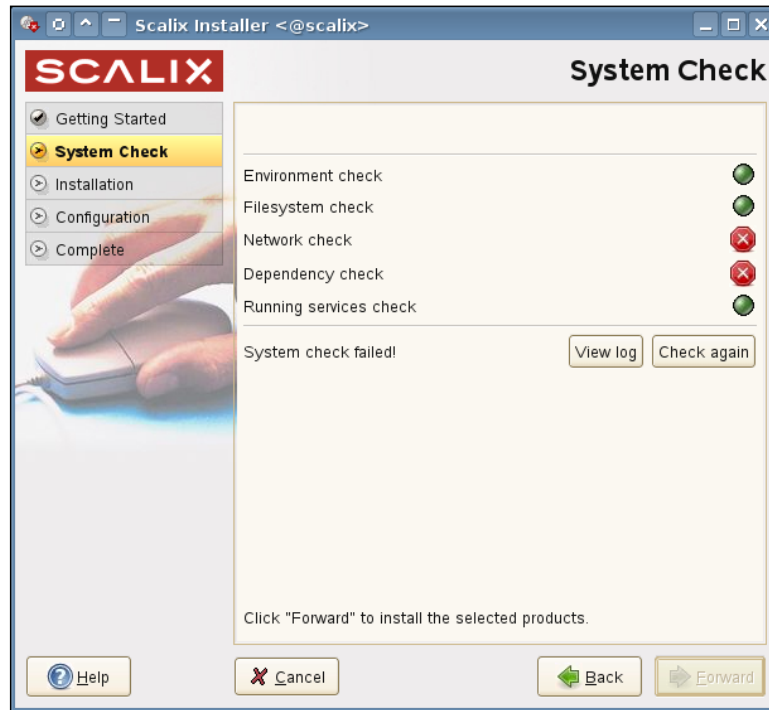 Scalix Installer <@scalix>
SCALIX
System Check
Getting Started
System Check
Installation
Configuration
Complete
Environment check
Filesystem check
Network check
Dependency check
Running services check
System check failed!
View log
Check again
Click "Forward" to install the selected products.
Help
Cancel
Back
Forward